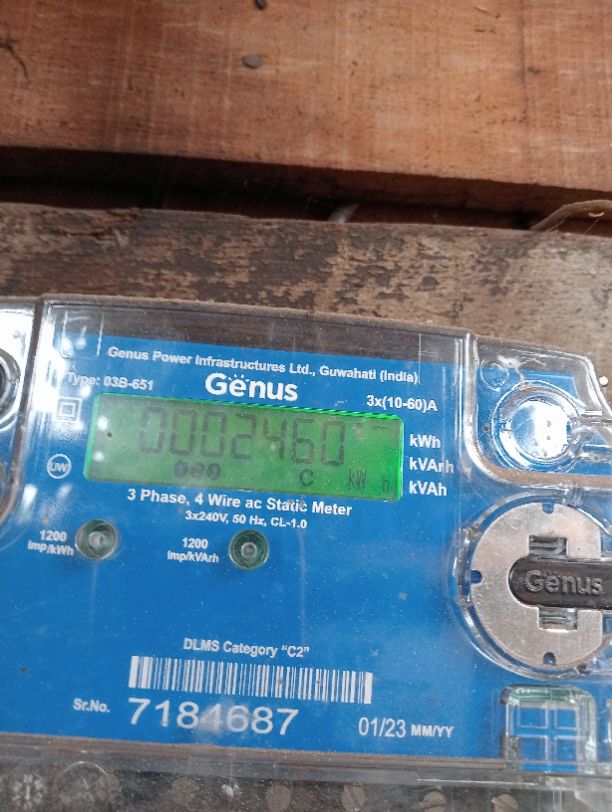 Genus Power Infrastructures Ltd., Guwahati (India)
Type: 03B-651
Genus
3x(10-60)A
0002460
C kW h
kWh
kVArh
kVAh
UW
3 Phase, 4 Wire ac Static Meter
3x240V, 50 Hz, CL-1.0
1200
imp/kWh
1200
imp/kVArh
Genus
DLMS Category "C2"
Sr.No. 7184687
01/23 MM/YY